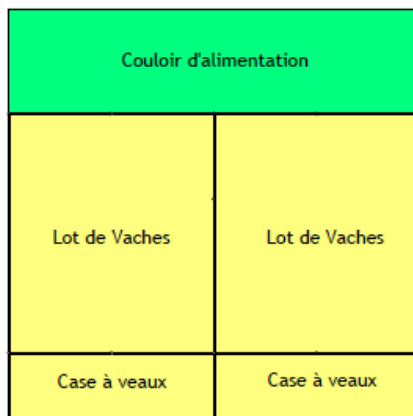 Couloir d'alimentation
Lot de Vaches
Lot de Vaches
Case à veaux
Case à veaux